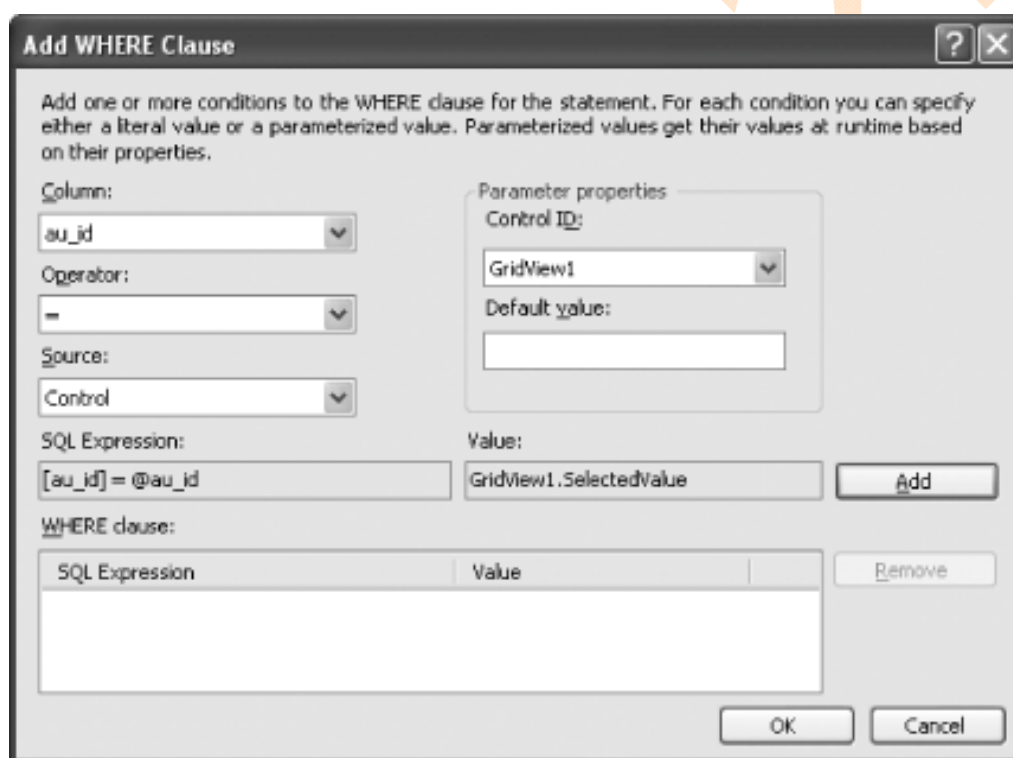 Add WHERE Clause
Add one or more conditions to the WHERE clause for the statement. For each condition you can specify
either a literal value or a parameterized value. Parameterized values get their values at runtime based
on their properties.
Column:
au_id
Operator:
=
Source:
Control
Parameter properties
Control ID:
GridView1
Default value:
SQL Expression:
[au_id] = @au_id
Value:
GridView1.SelectedValue
Add
WHERE clause:
SQL Expression Value
Remove
OK Cancel